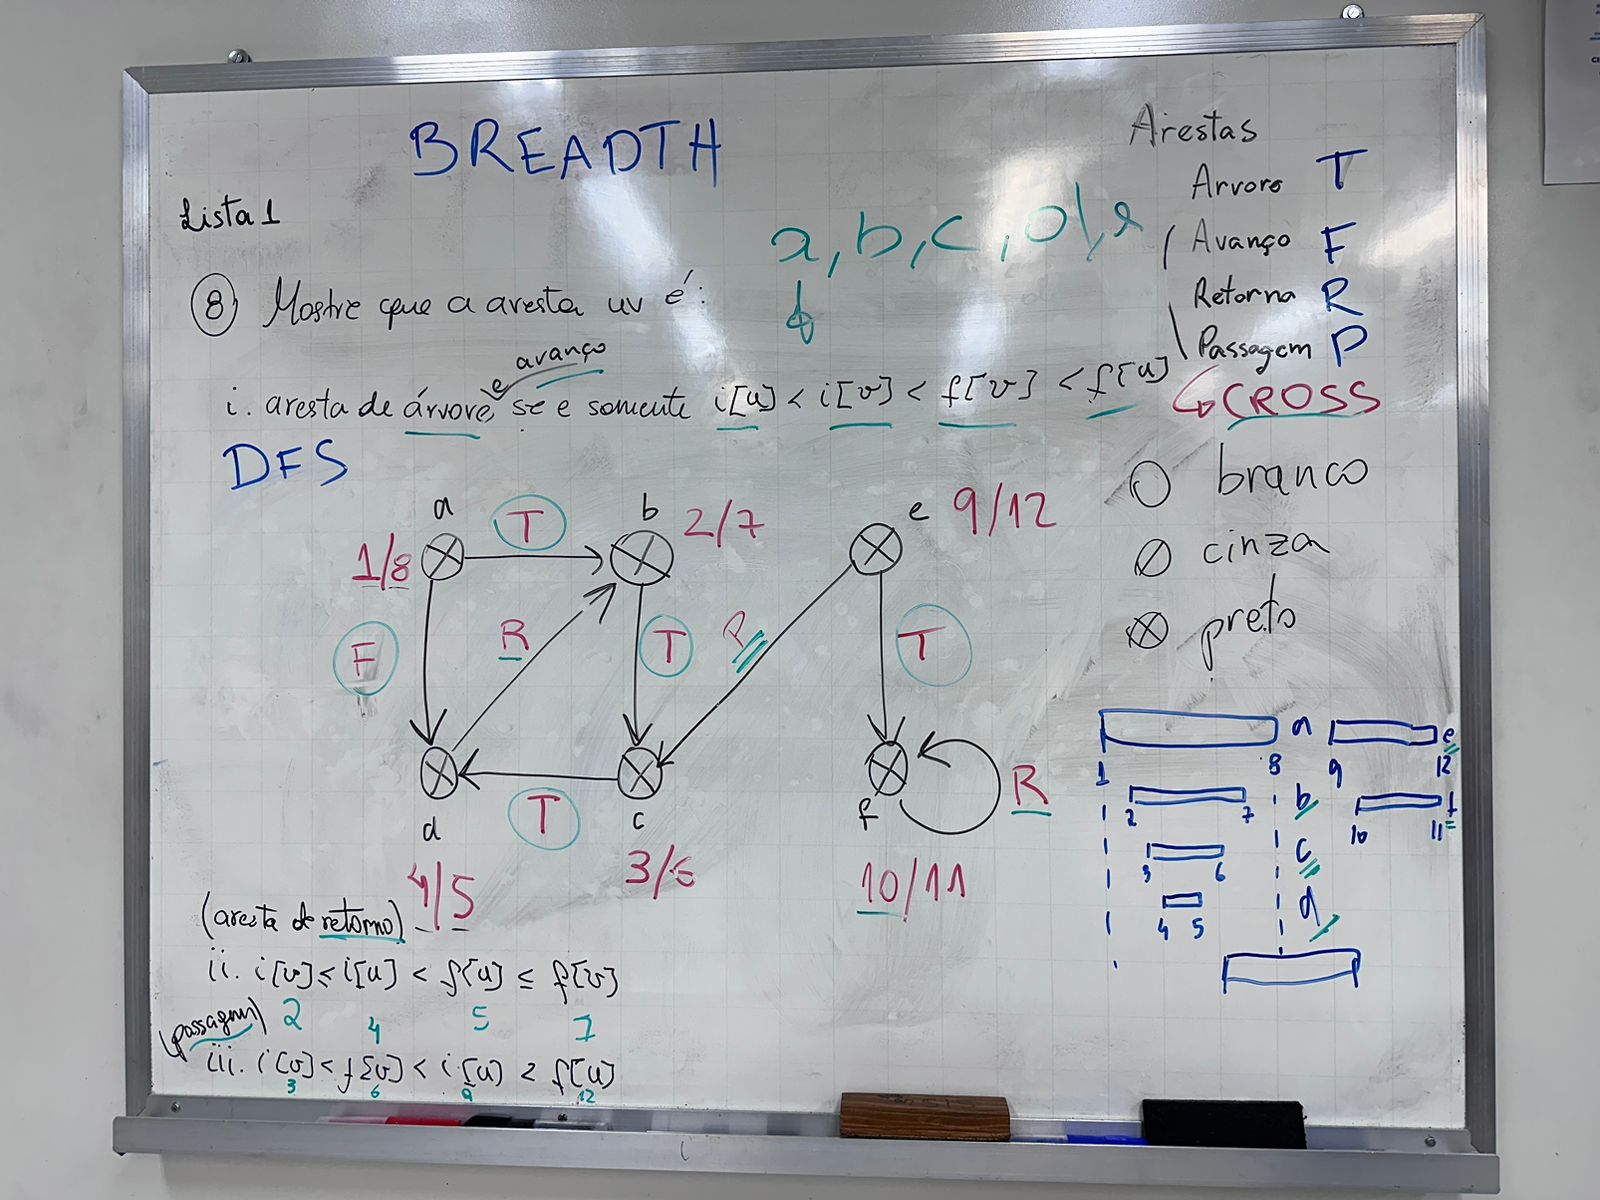 BREADTH
Lista 1
a, b, c, d, e
f
8 Mostre que a aresta uv é:
e avanço
i. aresta de árvore, se e somente i[u] < i[v] < f[v] < f[u]
Arestas
Arvore T
Avanço F
Retorna R
Passagem P
CROSS
branco
cinza
preto
DFS
a T b 2/7 e 9/12
1/8
F R T P T
d T c f R
4/5 3/6 10/11
(aresta de retorno)
ii. i[v] ≤ i[u] < f[u] ≤ f[v]
2 4 5 7
(passagem)
iii. i[v] < f[v] < i[u] < f[u]
3 6 9 12
a e
1 8 9 12
b f
2 7 10 11
c
3 6
d
4 5